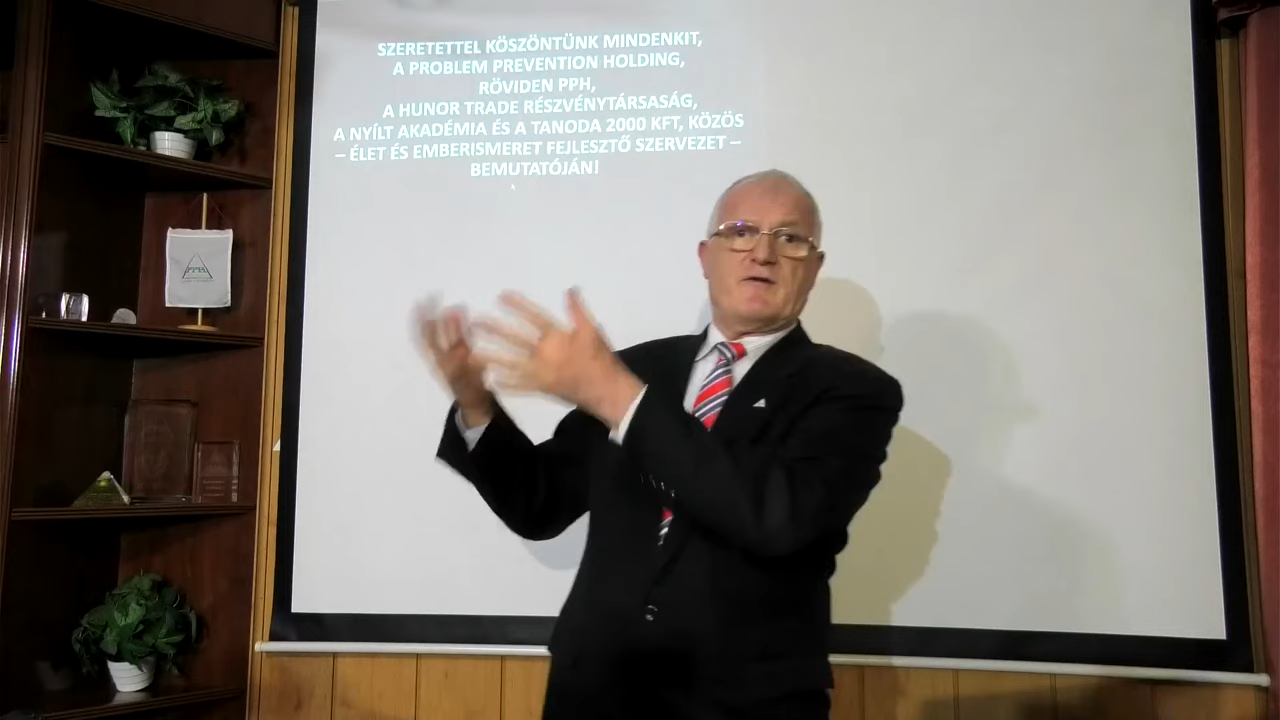 SZERETETTEL KÖSZÖNTÜNK MINDENKIT,
A PROBLEM PREVENTION HOLDING,
RÖVIDEN PPH,
A HUNOR TRADE RÉSZVÉNYTÁRSASÁG,
A NYÍLT AKADÉMIA ÉS A TANODA 2000 KFT, KÖZÖS
– ÉLET ÉS EMBERISMERET FEJLESZTŐ SZERVEZET –
BEMUTATÓJÁN!